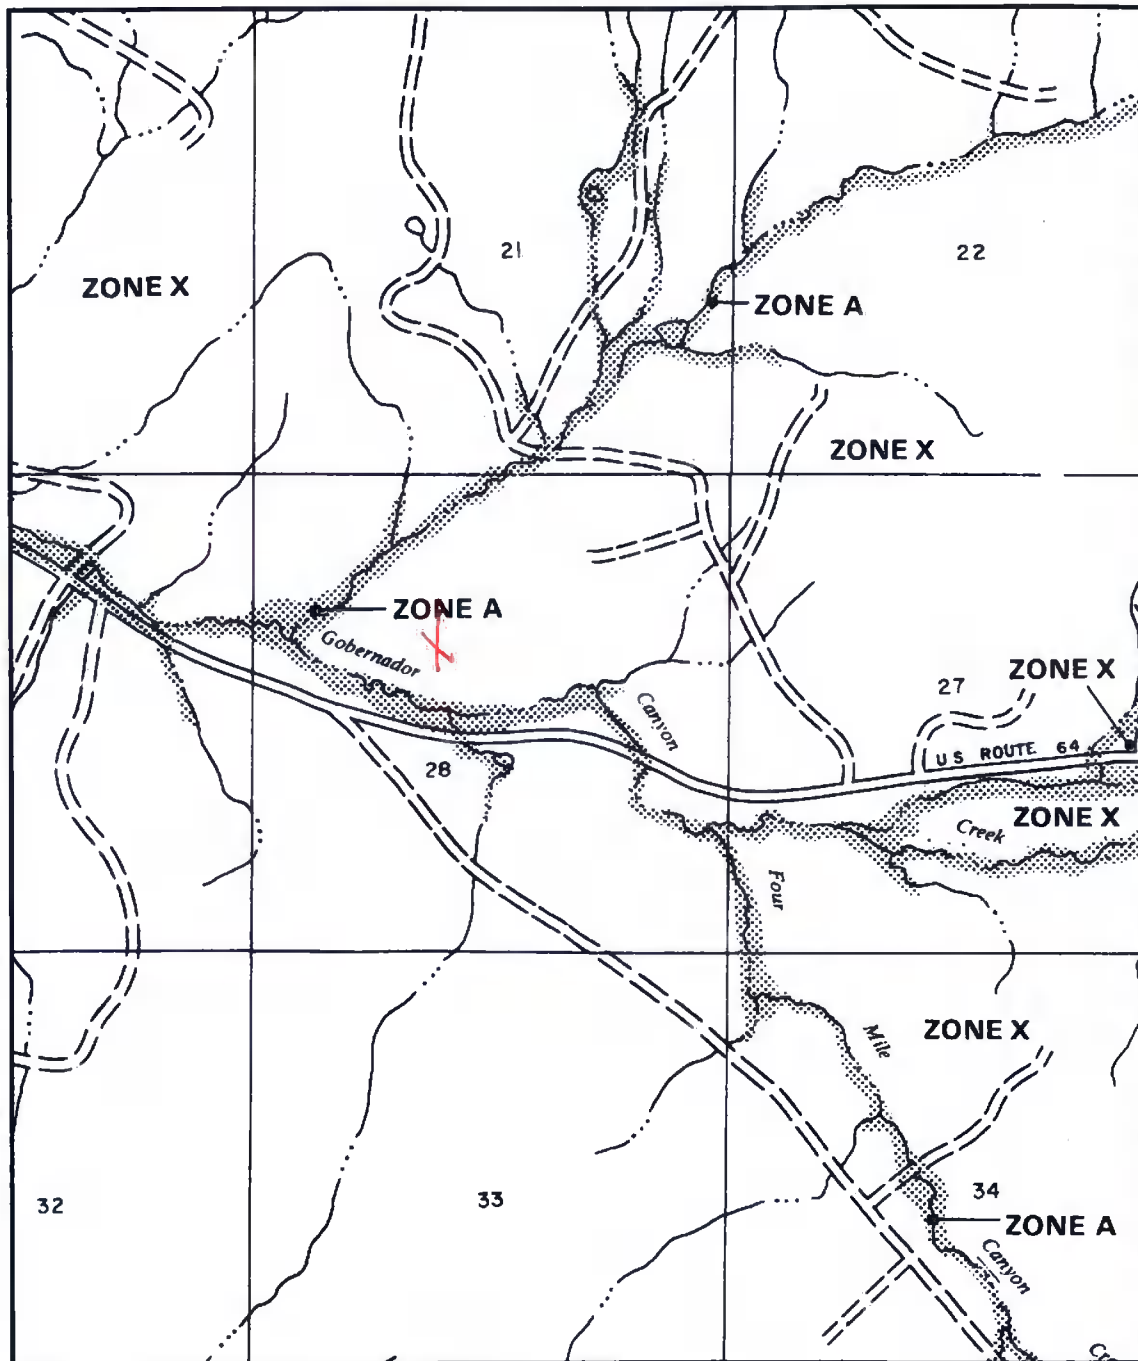 21
22
ZONE X
ZONE A
ZONE X
ZONE A
Gobernador
Canyon
27
ZONE X
28
US ROUTE 64
ZONE X
Creek
Four
Mile
ZONE X
32
33
34
ZONE A
Canyon